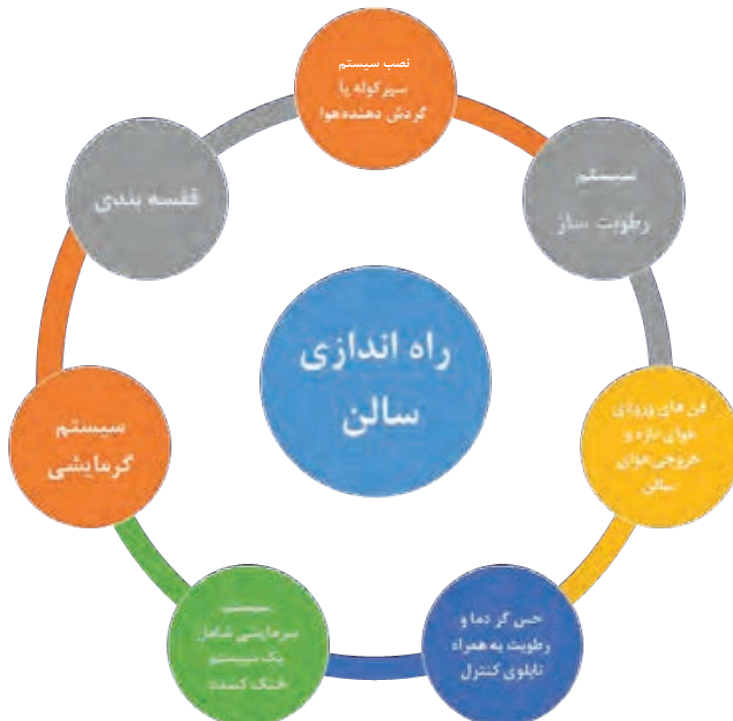 نصب سیستم
سیرکوله یا
گردش دهنده هوا
سیستم
رطوبت ساز
فن های ورودی
هوای تازه و
خروجی هوای
سالن
حس گر دما و
رطوبت به همراه
تابلوی کنترل
سیستم
سرمایشی شامل
یک سیستم
خنک کننده
سیستم
گرمایشی
قفسه بندی
راه اندازی
سالن